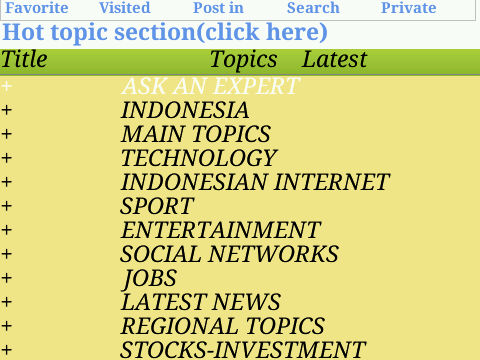 Favorite Visited Post in Search Private
Hot topic section(click here)
Title Topics Latest
+ ASK AN EXPERT
+ INDONESIA
+ MAIN TOPICS
+ TECHNOLOGY
+ INDONESIAN INTERNET
+ SPORT
+ ENTERTAINMENT
+ SOCIAL NETWORKS
+ JOBS
+ LATEST NEWS
+ REGIONAL TOPICS
+ STOCKS-INVESTMENT